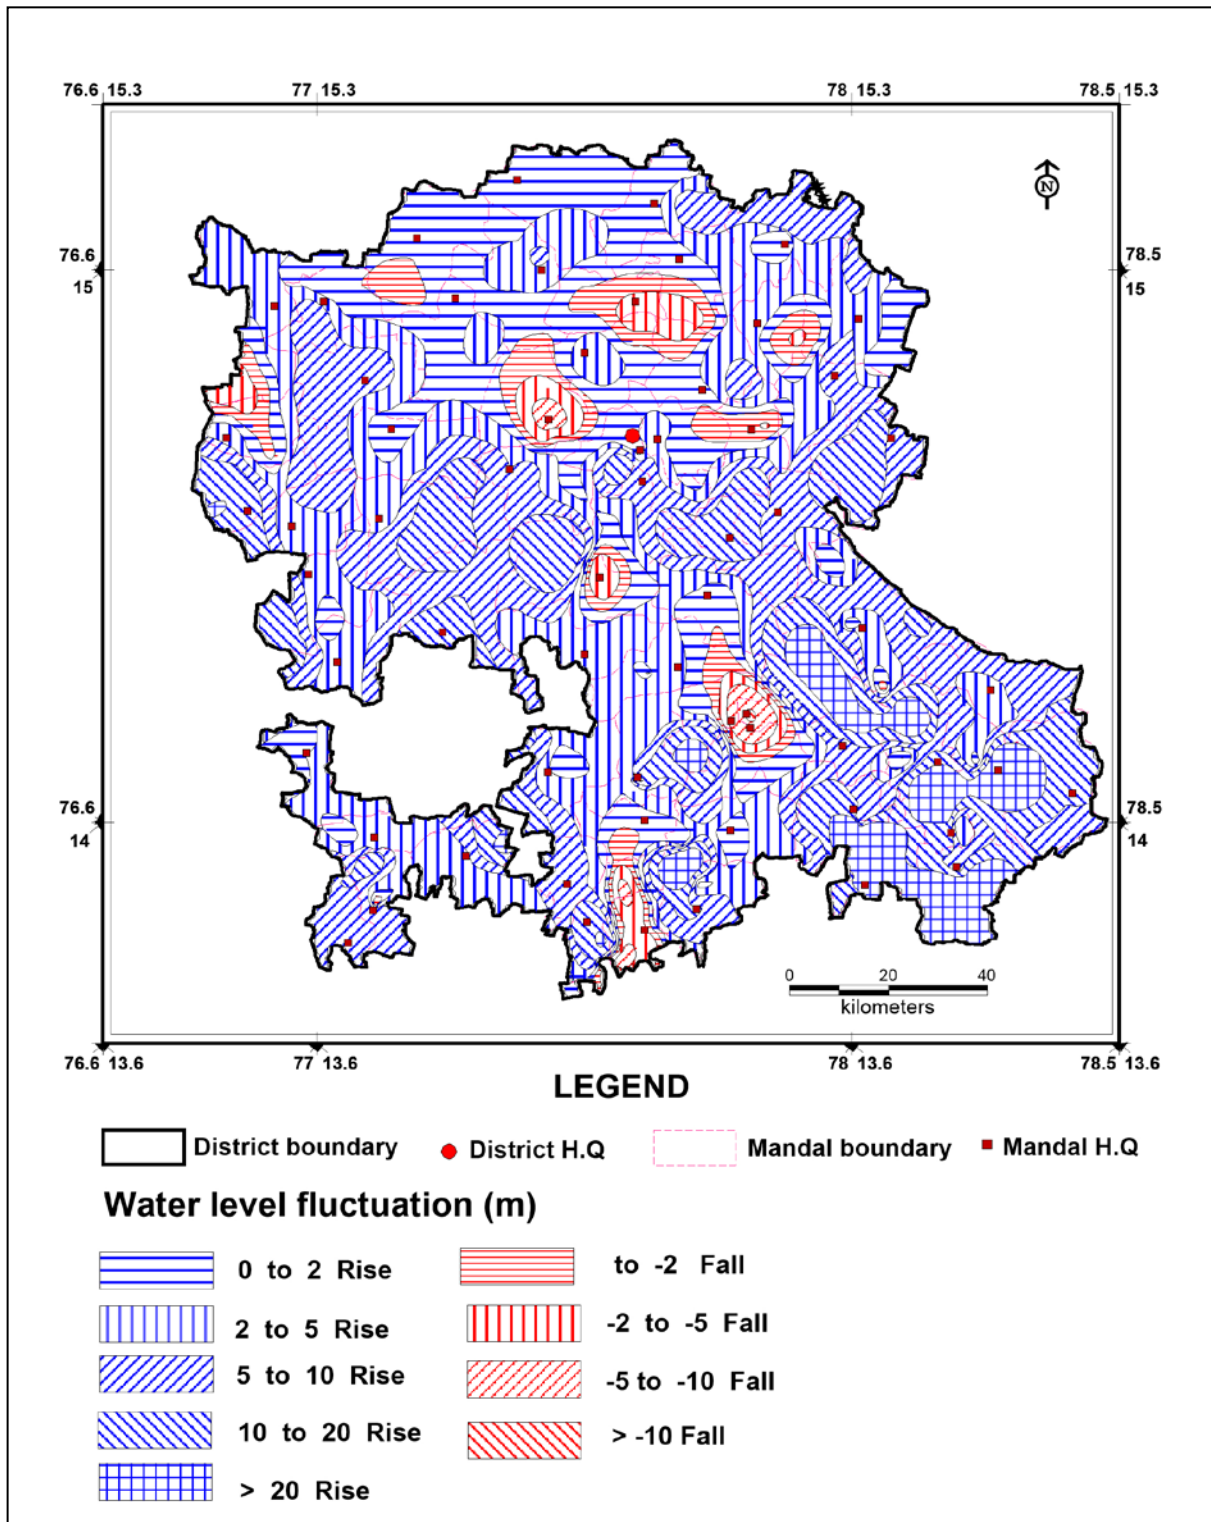 76.6 15.3 77 15.3 78 15.3 78.5 15.3
N
76.6 78.5
15 15
76.6 78.5
14 14
0 20 40
kilometers
76.6 13.6 77 13.6 78 13.6 78.5 13.6
LEGEND
District boundary District H.Q Mandal boundary Mandal H.Q
Water level fluctuation (m)
0 to 2 Rise to -2 Fall
2 to 5 Rise -2 to -5 Fall
5 to 10 Rise -5 to -10 Fall
10 to 20 Rise > -10 Fall
> 20 Rise